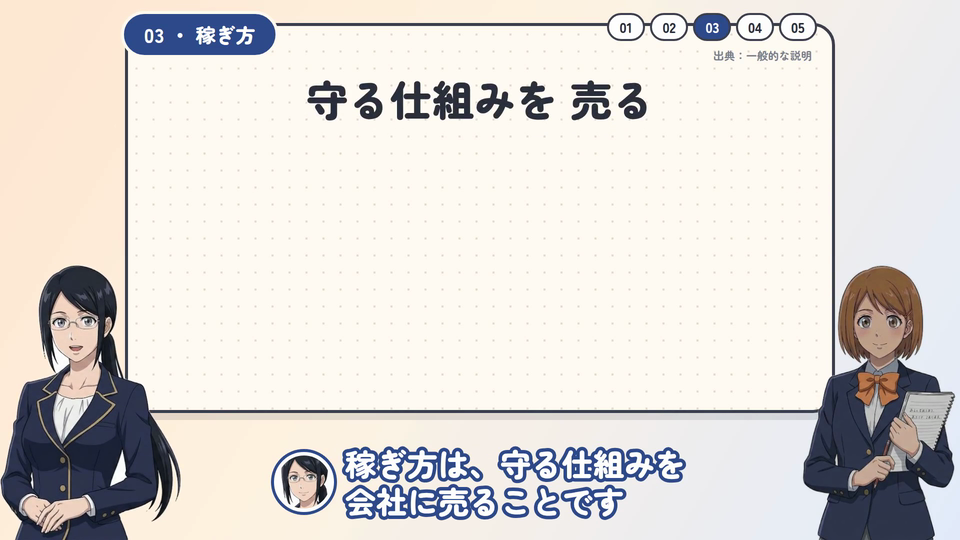 03 ・ 稼ぎ方
01 02 03 04 05
出典：一般的な説明
守る仕組みを 売る
稼ぎ方は、守る仕組みを
会社に売ることです